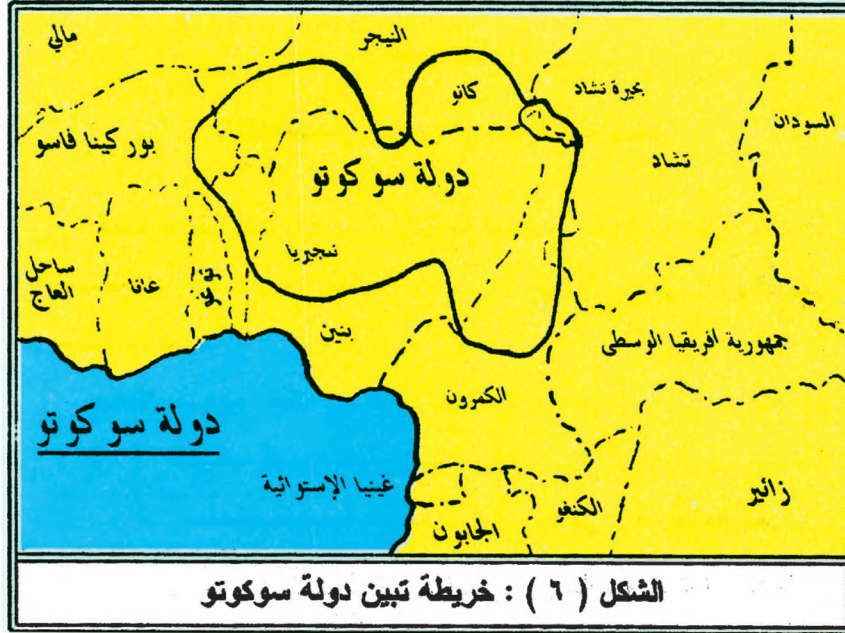 مالي
النيجر
كانو
بحيرة تشاد
السودان
بوركينا فاسو
دولة سوكوتو
تشاد
نيجيريا
ساحل
العاج
غانا
بنين
جمهورية افريقيا الوسطى
الكمرون
دولة سوكوتو
غينيا الإستوائية
الجابون
الكنغو
زائير
الشكل ( ٦ ) : خريطة تبين دولة سوكوتو